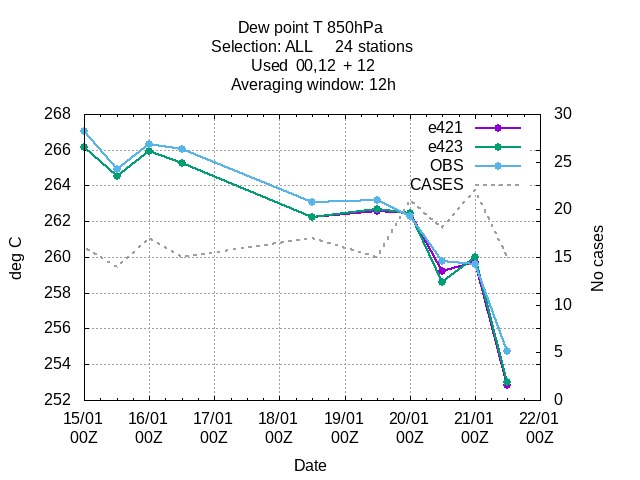 Dew point T 850hPa
Selection: ALL 24 stations
Used 00,12 + 12
Averaging window: 12h
268
266
264
262
260
258
256
254
252
30
25
20
15
10
5
0
e421
e423
OBS
CASES
deg C
No cases
15/01 16/01 17/01 18/01 19/01 20/01 21/01 22/01
00Z 00Z 00Z 00Z 00Z 00Z 00Z 00Z
Date